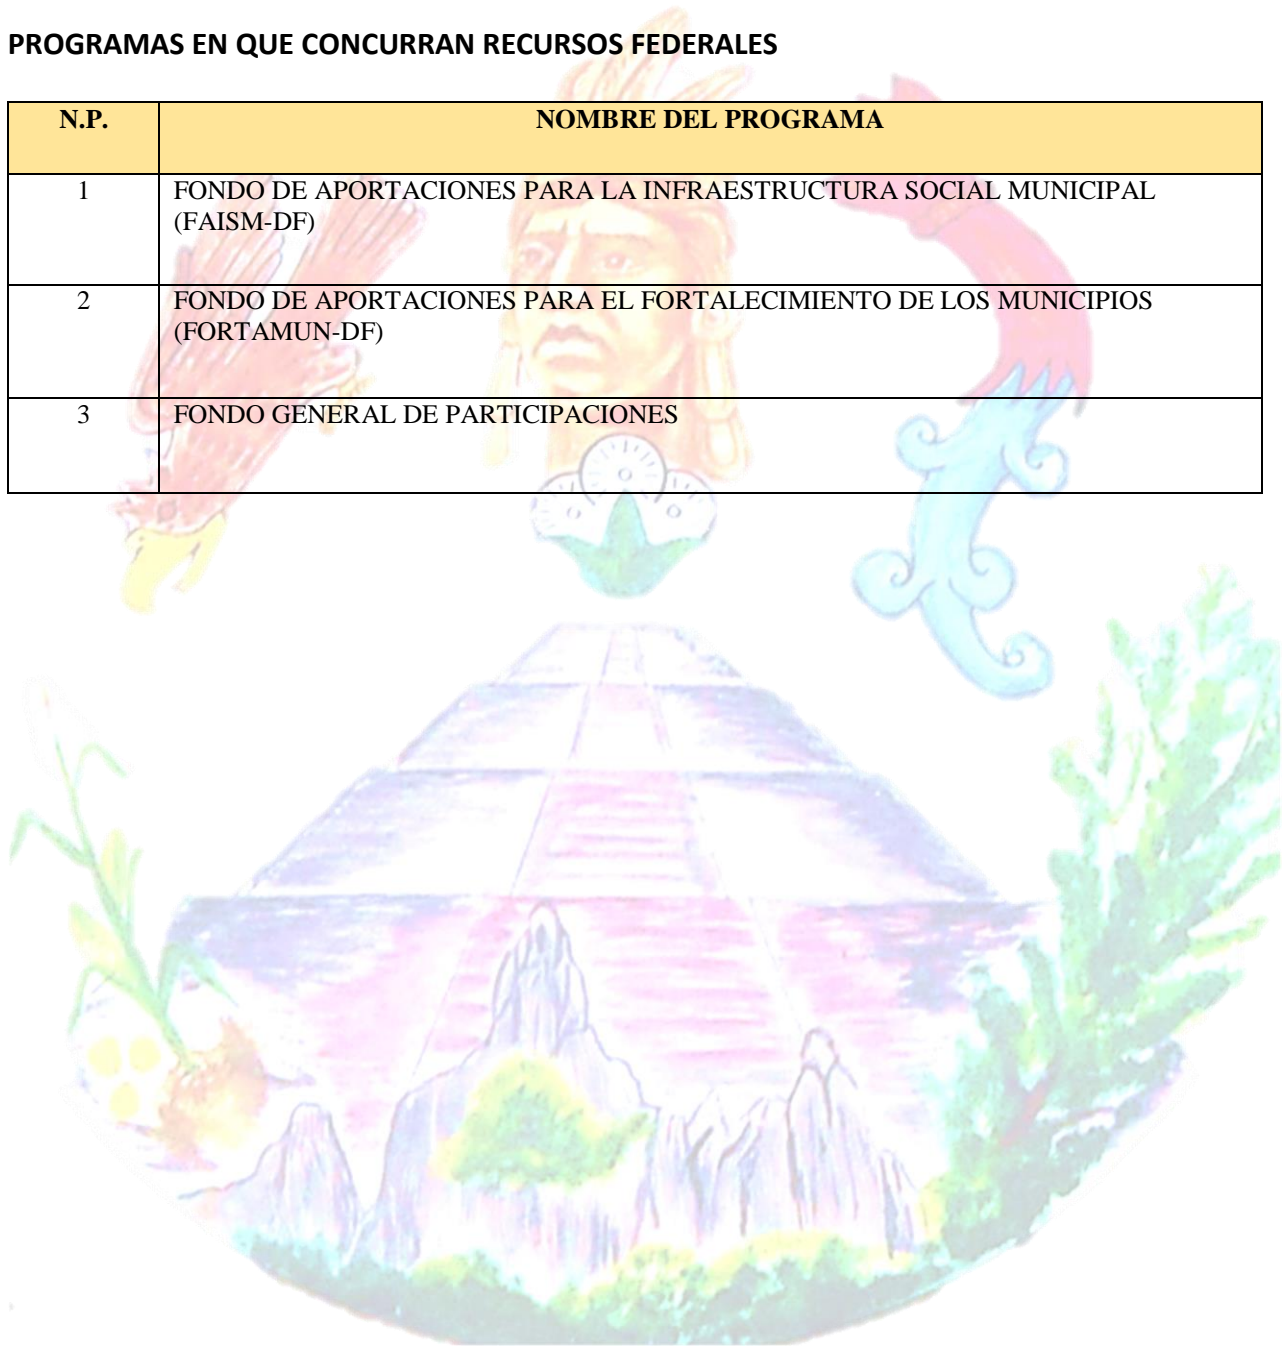 PROGRAMAS EN QUE CONCURRAN RECURSOS FEDERALES
N.P. NOMBRE DEL PROGRAMA
1 FONDO DE APORTACIONES PARA LA INFRAESTRUCTURA SOCIAL MUNICIPAL
(FAISM-DF)
2 FONDO DE APORTACIONES PARA EL FORTALECIMIENTO DE LOS MUNICIPIOS
(FORTAMUN-DF)
3 FONDO GENERAL DE PARTICIPACIONES